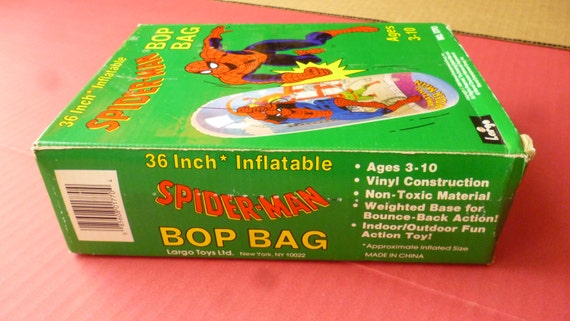 36 Inch* Inflatable
SPIDER-MAN
BOP
BAG
Ages
3-10
Largo
36 Inch* Inflatable
SPIDER-MAN
BOP BAG
Largo Toys Ltd. New York, NY 10022
• Ages 3-10
• Vinyl Construction
• Non-Toxic Material
• Weighted Base for
Bounce-Back Action!
• Indoor/Outdoor Fun
Action Toy!
*Approximate Inflated Size
MADE IN CHINA